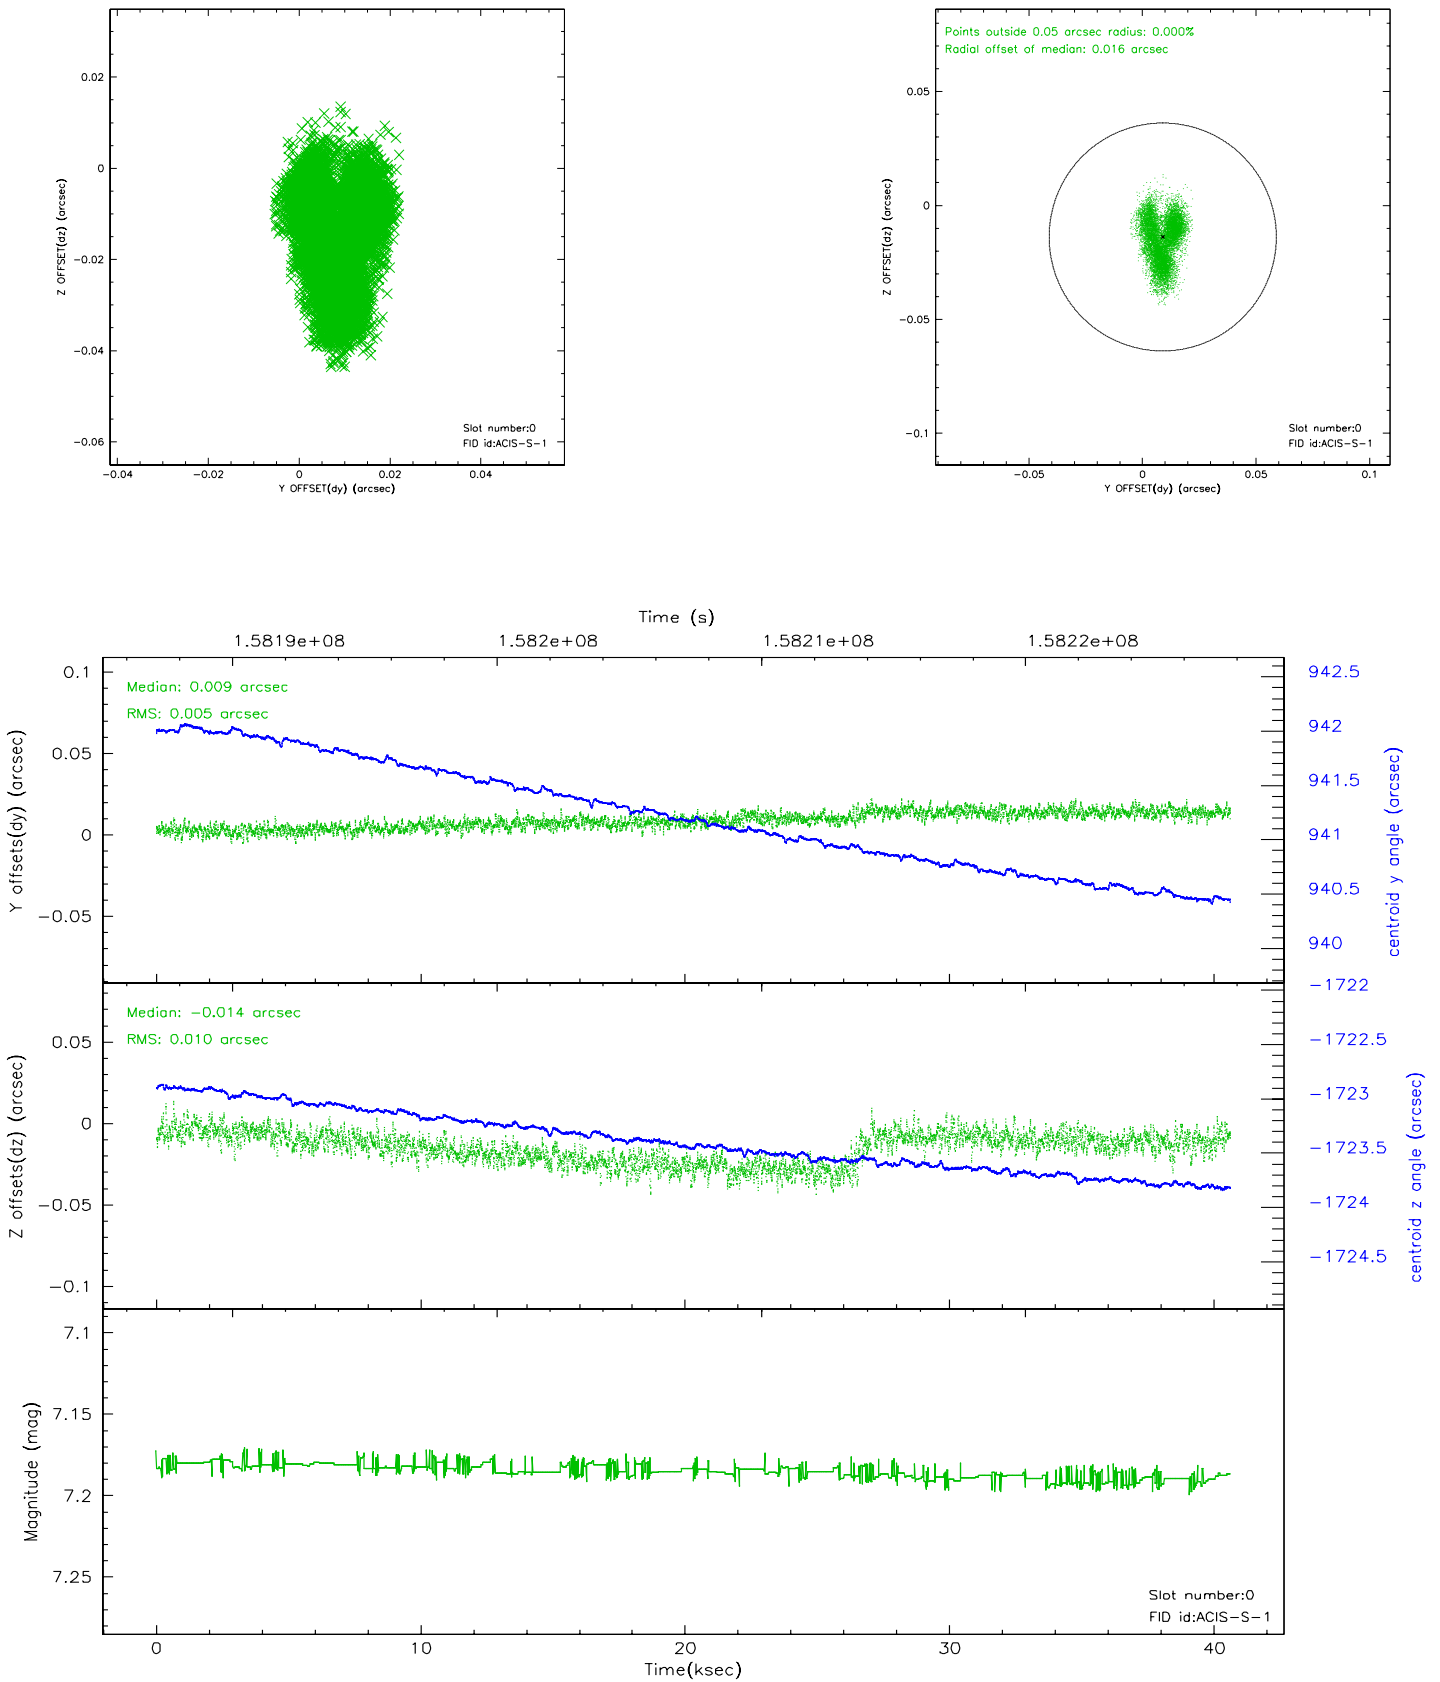 0.02
0
−0.02
−0.04
−0.06
Z OFFSET(dz) (arcsec)
Slot number:0
FID id:ACIS−S−1
−0.04 −0.02 0 0.02 0.04
Y OFFSET(dy) (arcsec)
Points outside 0.05 arcsec radius: 0.000%
Radial offset of median: 0.016 arcsec
0.05
0
−0.05
−0.1
Z OFFSET(dz) (arcsec)
Slot number:0
FID id:ACIS−S−1
−0.05 0 0.05 0.1
Y OFFSET(dy) (arcsec)
Time (s)
1.5819e+08 1.582e+08 1.5821e+08 1.5822e+08
0.1
0.05
0
−0.05
Y offsets(dy) (arcsec)
Median: 0.009 arcsec
RMS: 0.005 arcsec
942.5
942
941.5
941
940.5
940
centroid y angle (arcsec)
0.05
0
−0.05
−0.1
Z offsets(dz) (arcsec)
Median: −0.014 arcsec
RMS: 0.010 arcsec
−1722
−1722.5
−1723
−1723.5
−1724
−1724.5
centroid z angle (arcsec)
7.1
7.15
7.2
7.25
Magnitude (mag)
Slot number:0
FID id:ACIS−S−1
0 10 20 30 40
Time(ksec)